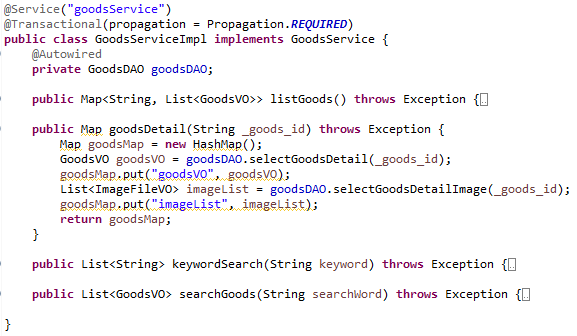 @Service("goodsService")
@Transactional(propagation = Propagation.REQUIRED)
public class GoodsServiceImpl implements GoodsService {
@Autowired
private GoodsDAO goodsDAO;
public Map<String, List<GoodsVO>> listGoods() throws Exception {
public Map goodsDetail(String _goods_id) throws Exception {
Map goodsMap = new HashMap();
GoodsVO goodsVO = goodsDAO.selectGoodsDetail(_goods_id);
goodsMap.put("goodsVO", goodsVO);
List<ImageFileVO> imageList = goodsDAO.selectGoodsDetailImage(_goods_id);
goodsMap.put("imageList", imageList);
return goodsMap;
}
public List<String> keywordSearch(String keyword) throws Exception {
public List<GoodsVO> searchGoods(String searchWord) throws Exception {
}